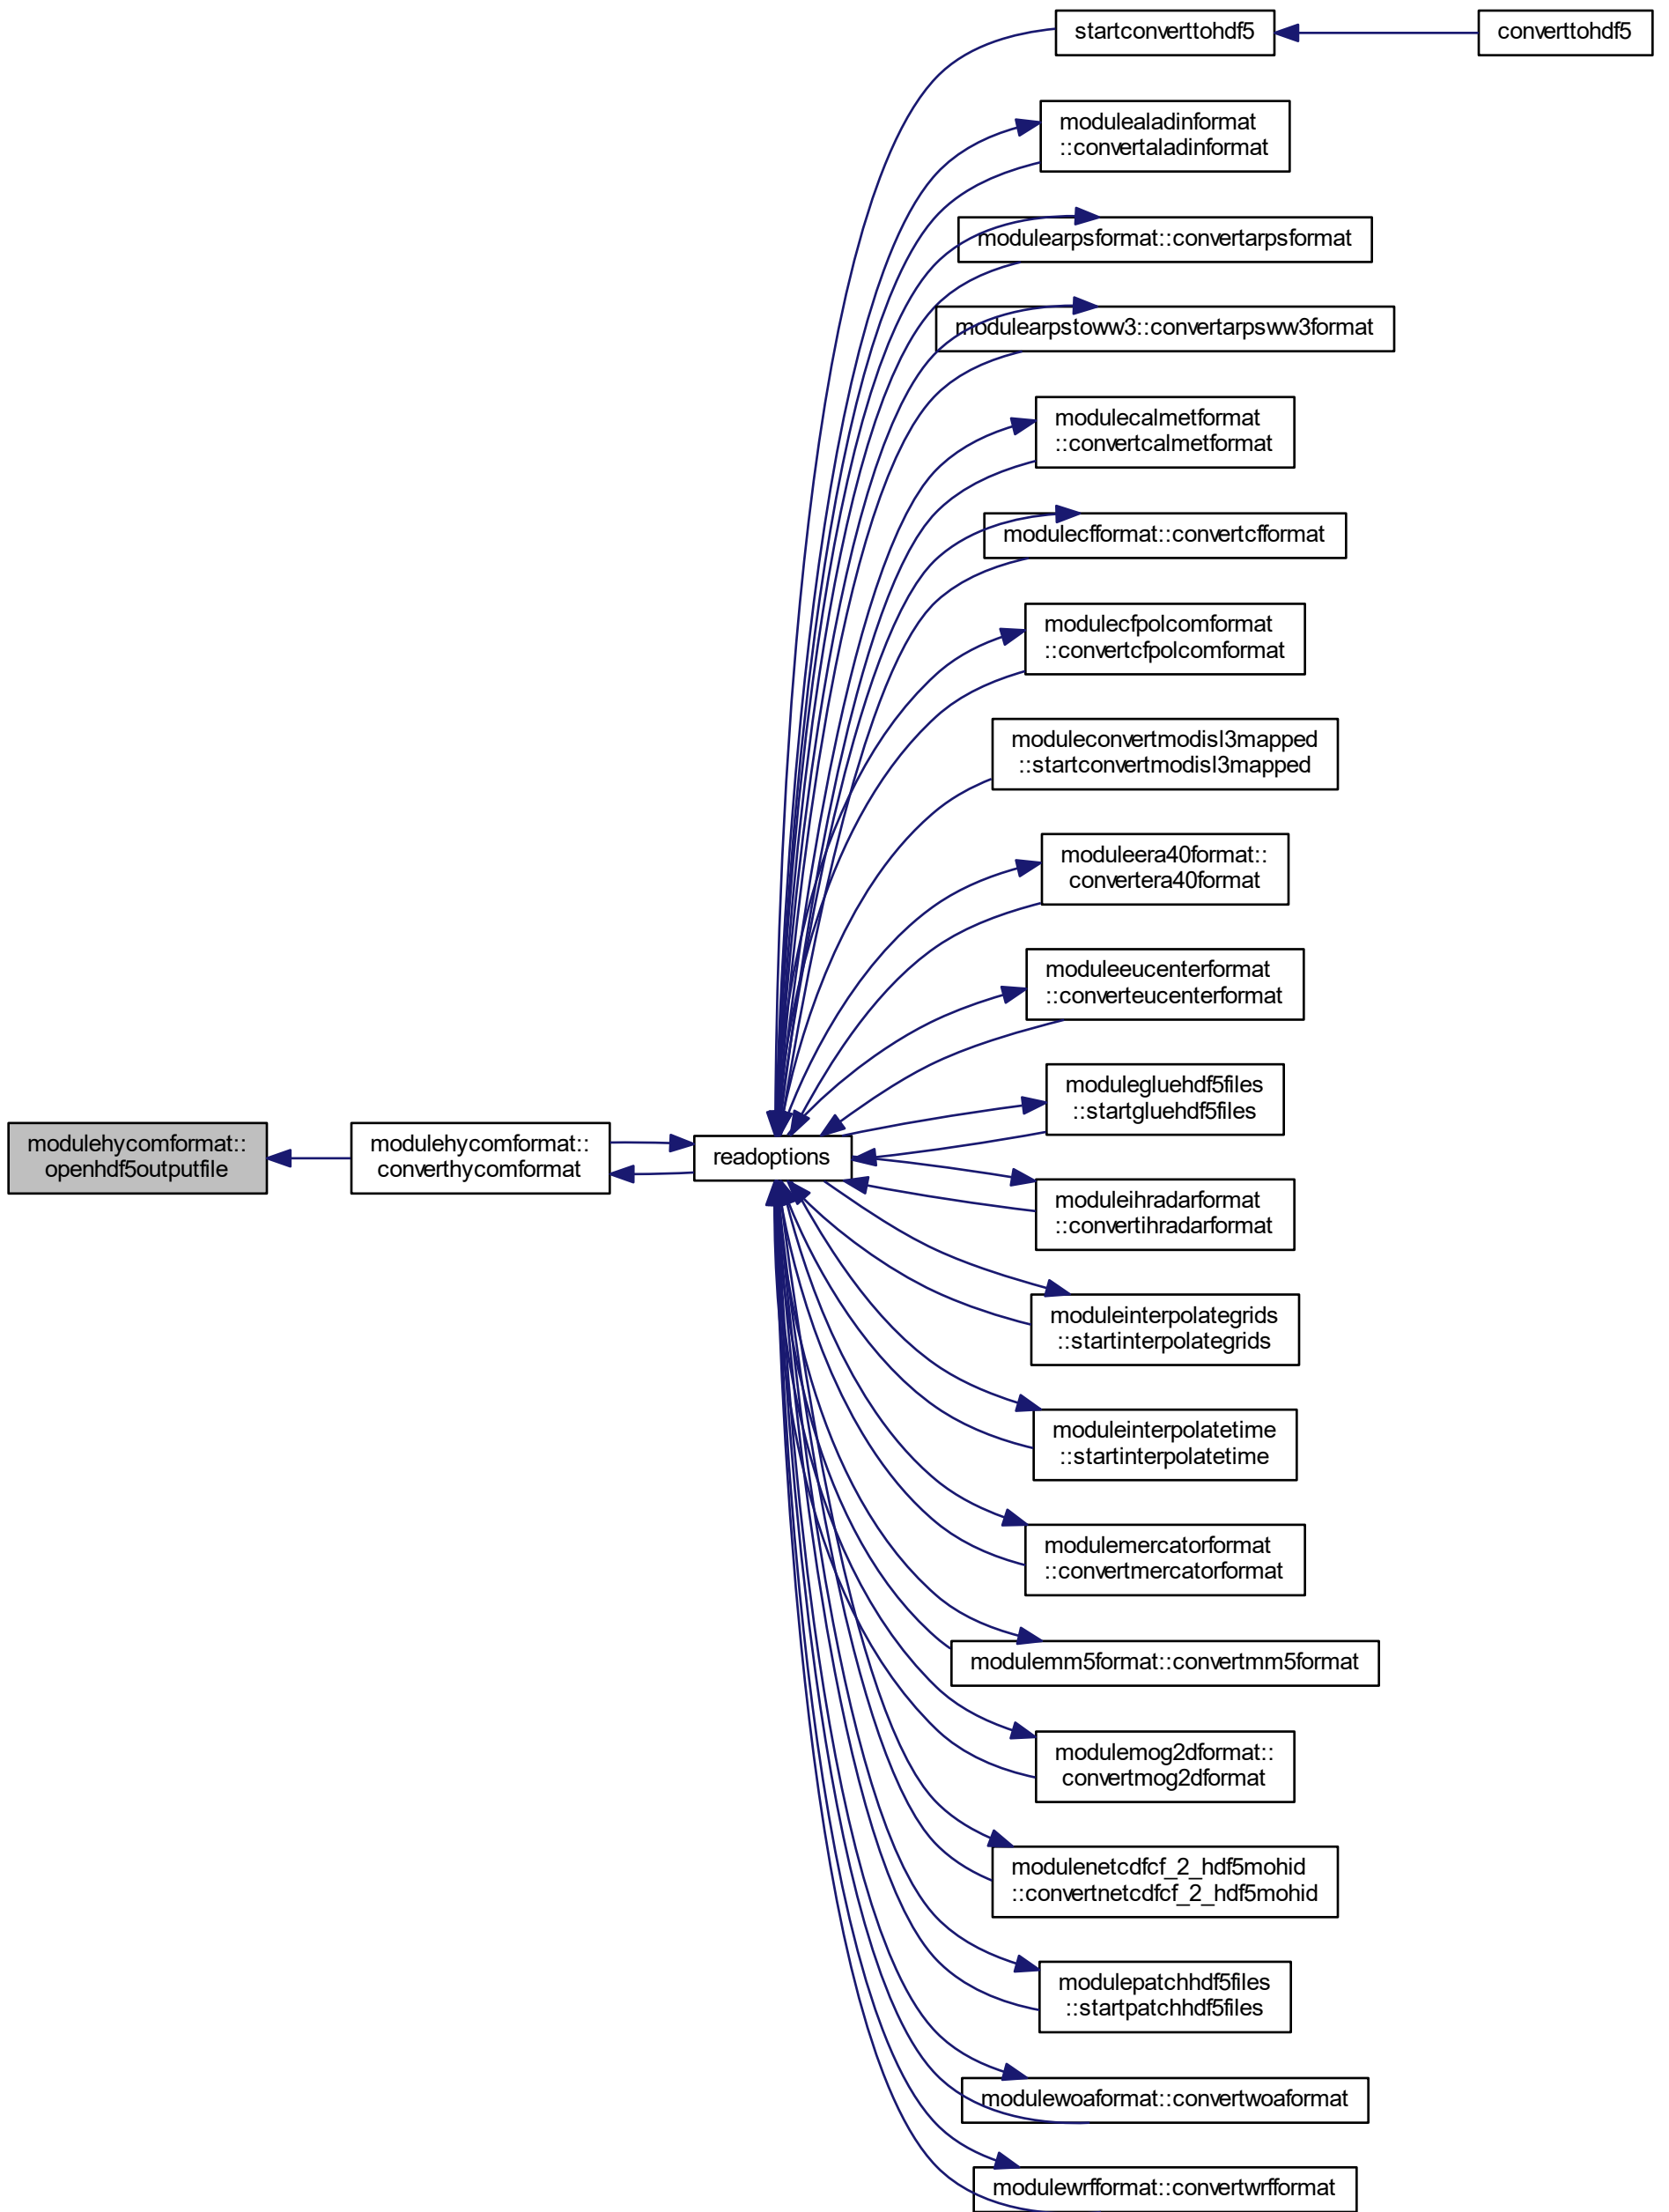 startconverttohdf5
converttohdf5
modulealadinformat
::convertaladinformat
modulearpsformat::convertarpsformat
modulearpstoww3::convertarpsww3format
modulecalmetformat
::convertcalmetformat
modulecfformat::convertcfformat
modulecfpolcomformat
::convertcfpolcomformat
moduleconvertmodisl3mapped
::startconvertmodisl3mapped
moduleera40format::
convertera40format
moduleeucenterformat
::converteucenterformat
modulegluehdf5files
::startgluehdf5files
modulehycomformat::
openhdf5outputfile
modulehycomformat::
converthycomformat
readoptions
moduleihradarformat
::convertihradarformat
moduleinterpolategrids
::startinterpolategrids
moduleinterpolatetime
::startinterpolatetime
modulemercatorformat
::convertmercatorformat
modulemm5format::convertmm5format
modulemog2dformat::
convertmog2dformat
modulenetcdfcf_2_hdf5mohid
::convertnetcdfcf_2_hdf5mohid
modulepatchhdf5files
::startpatchhdf5files
modulewoaformat::convertwoaformat
modulewrfformat::convertwrfformat